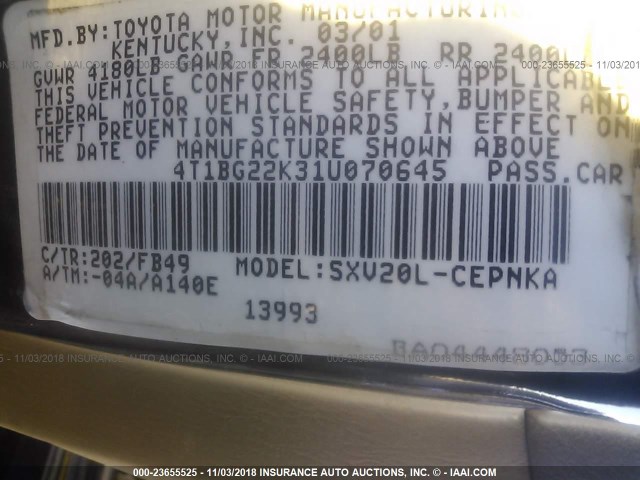 MFD.BY:TOYOTA MOTOR MANUFACTURING
KENTUCKY, INC. 03/01
GVWR 4180LB GAWR FR 2400LB RR 2400LB
THIS VEHICLE CONFORMS TO ALL APPLICABLE
FEDERAL MOTOR VEHICLE SAFETY,BUMPER AND
THEFT PREVENTION STANDARDS IN EFFECT ON
THE DATE OF MANUFACTURE SHOWN ABOVE
4T1BG22K31U070645 PASS.CAR
C/TR:202/FB49 MODEL:SXV20L-CEPNKA
A/TM:-04A/A140E
13993
000-23655525 - 11/03/2018 INSURANCE AUTO AUCTIONS, INC. - © IAAI.COM